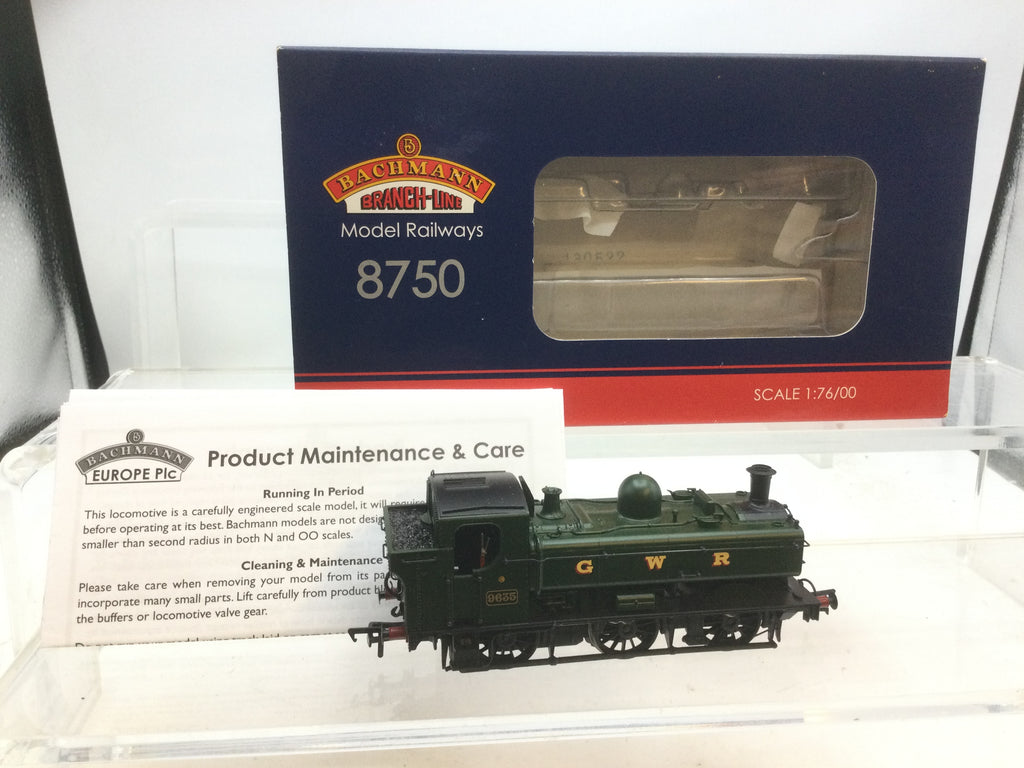 B
BACHMANN
BRANCH-LINE
Model Railways
8750
SCALE 1:76/00
B
BACHMANN
EUROPE Plc
Product Maintenance & Care
Running In Period
This locomotive is a carefully engineered scale model, it will require
before operating at its best. Bachmann models are not desig
smaller than second radius in both N and OO scales.
Cleaning & Maintenance
Please take care when removing your model from its pa
incorporate many small parts. Lift carefully from product bl
the buffers or locomotive valve gear.
G W R
9635